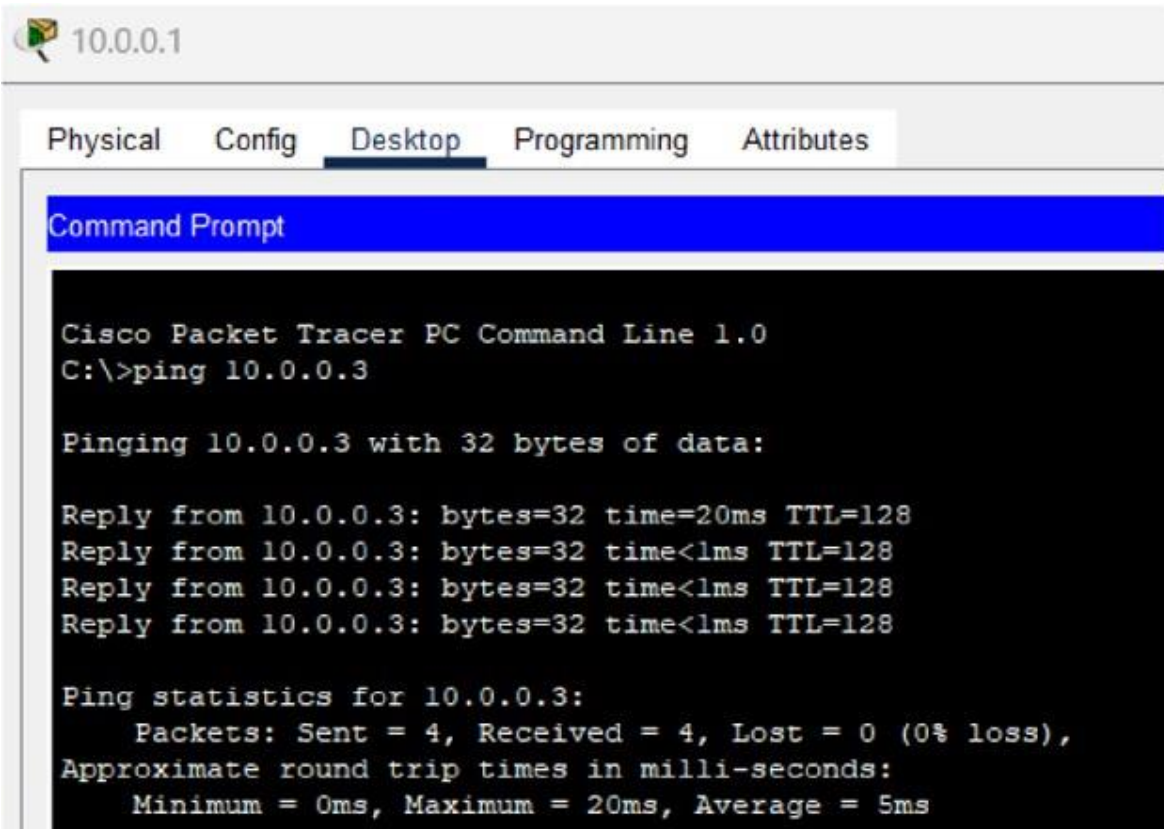 10.0.0.1
Physical Config Desktop Programming Attributes
Command Prompt
Cisco Packet Tracer PC Command Line 1.0
C:\>ping 10.0.0.3
Pinging 10.0.0.3 with 32 bytes of data:
Reply from 10.0.0.3: bytes=32 time=20ms TTL=128
Reply from 10.0.0.3: bytes=32 time<1ms TTL=128
Reply from 10.0.0.3: bytes=32 time<1ms TTL=128
Reply from 10.0.0.3: bytes=32 time<1ms TTL=128
Ping statistics for 10.0.0.3:
Packets: Sent = 4, Received = 4, Lost = 0 (0% loss),
Approximate round trip times in milli-seconds:
Minimum = 0ms, Maximum = 20ms, Average = 5ms